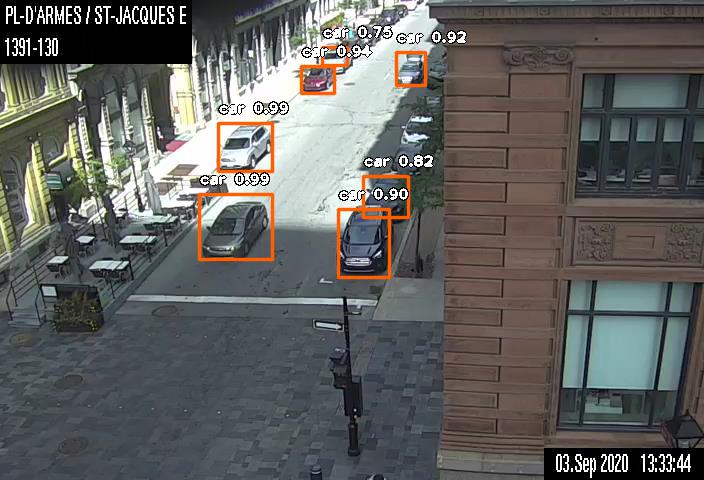 PL-D'ARMES / ST-JACQUES E
1391-130
car 0.75
car 0.92
car 0.94
car 0.99
car 0.82
car 0.99
car 0.90
03.Sep 2020 13:33:44